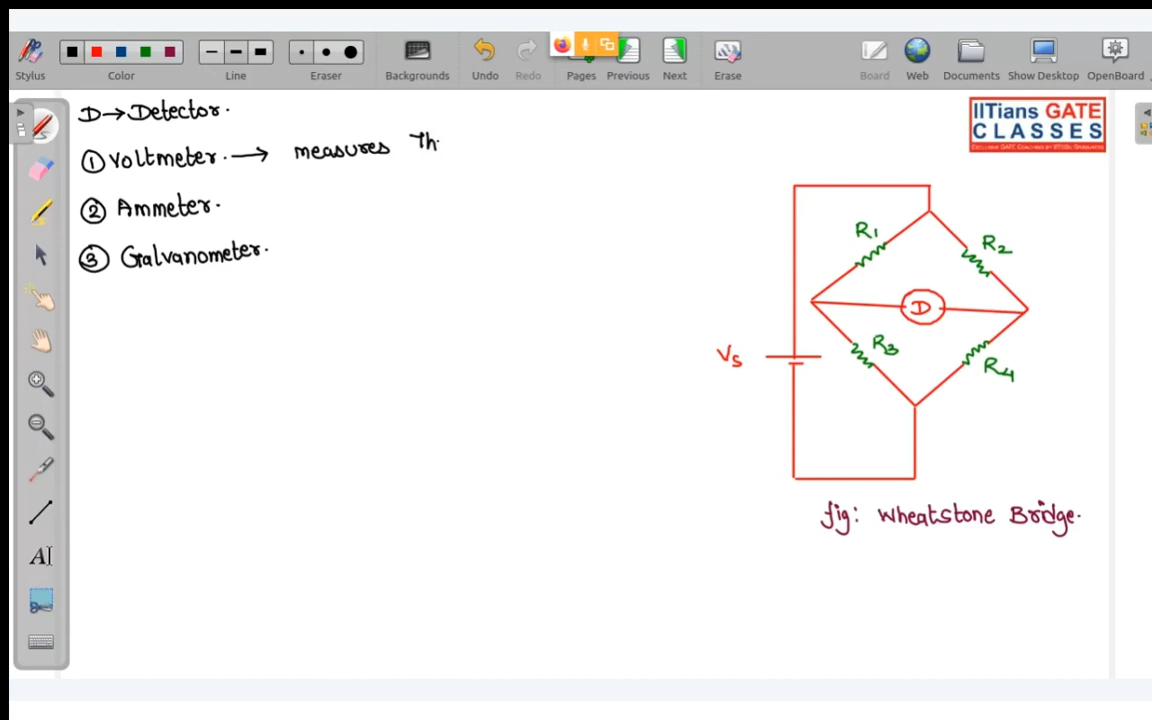 Stylus
Color
Line
Eraser
Backgrounds
Undo
Redo
Pages
Previous
Next
Erase
Board
Web
Documents
Show Desktop
OpenBoard
D→Detector.
① Voltmeter. → measures Th
② Ammeter.
③ Galvanometer.
IITians GATE
CLASSES
R1
R2
D
R3
R4
Vs
fig: Wheatstone Bridge.